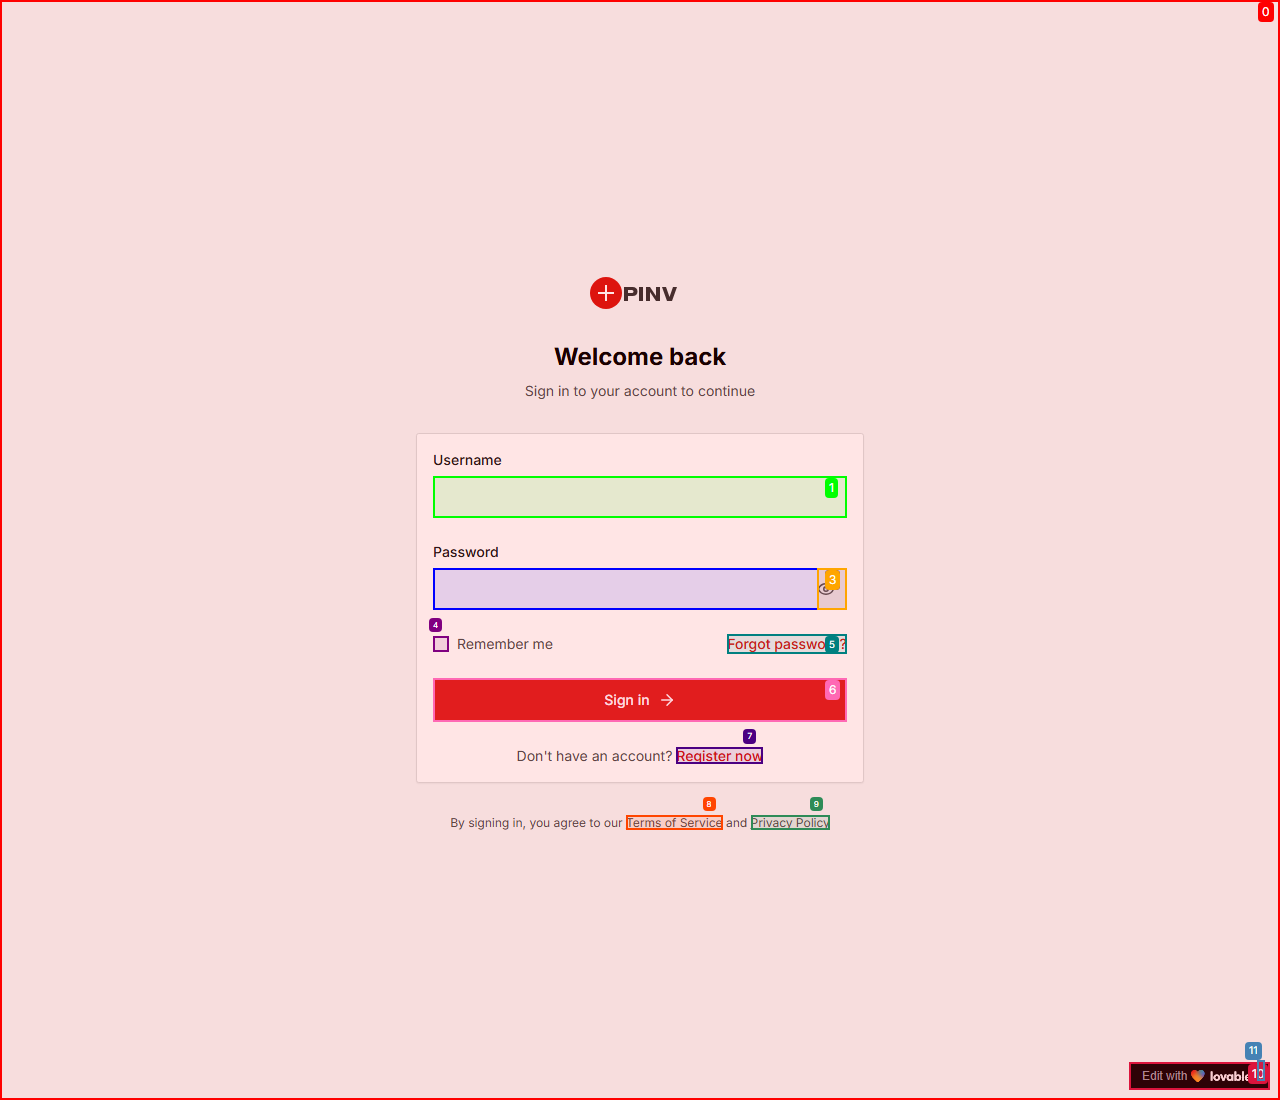 0
PINV
Welcome back
Sign in to your account to continue
Username
1
Password
3
4
Remember me
Forgot passwo 5 ?
6
Sign in →
7
Don't have an account? Register now
8
9
By signing in, you agree to our Terms of Service and Privacy Policy
11
Edit with lovable
10